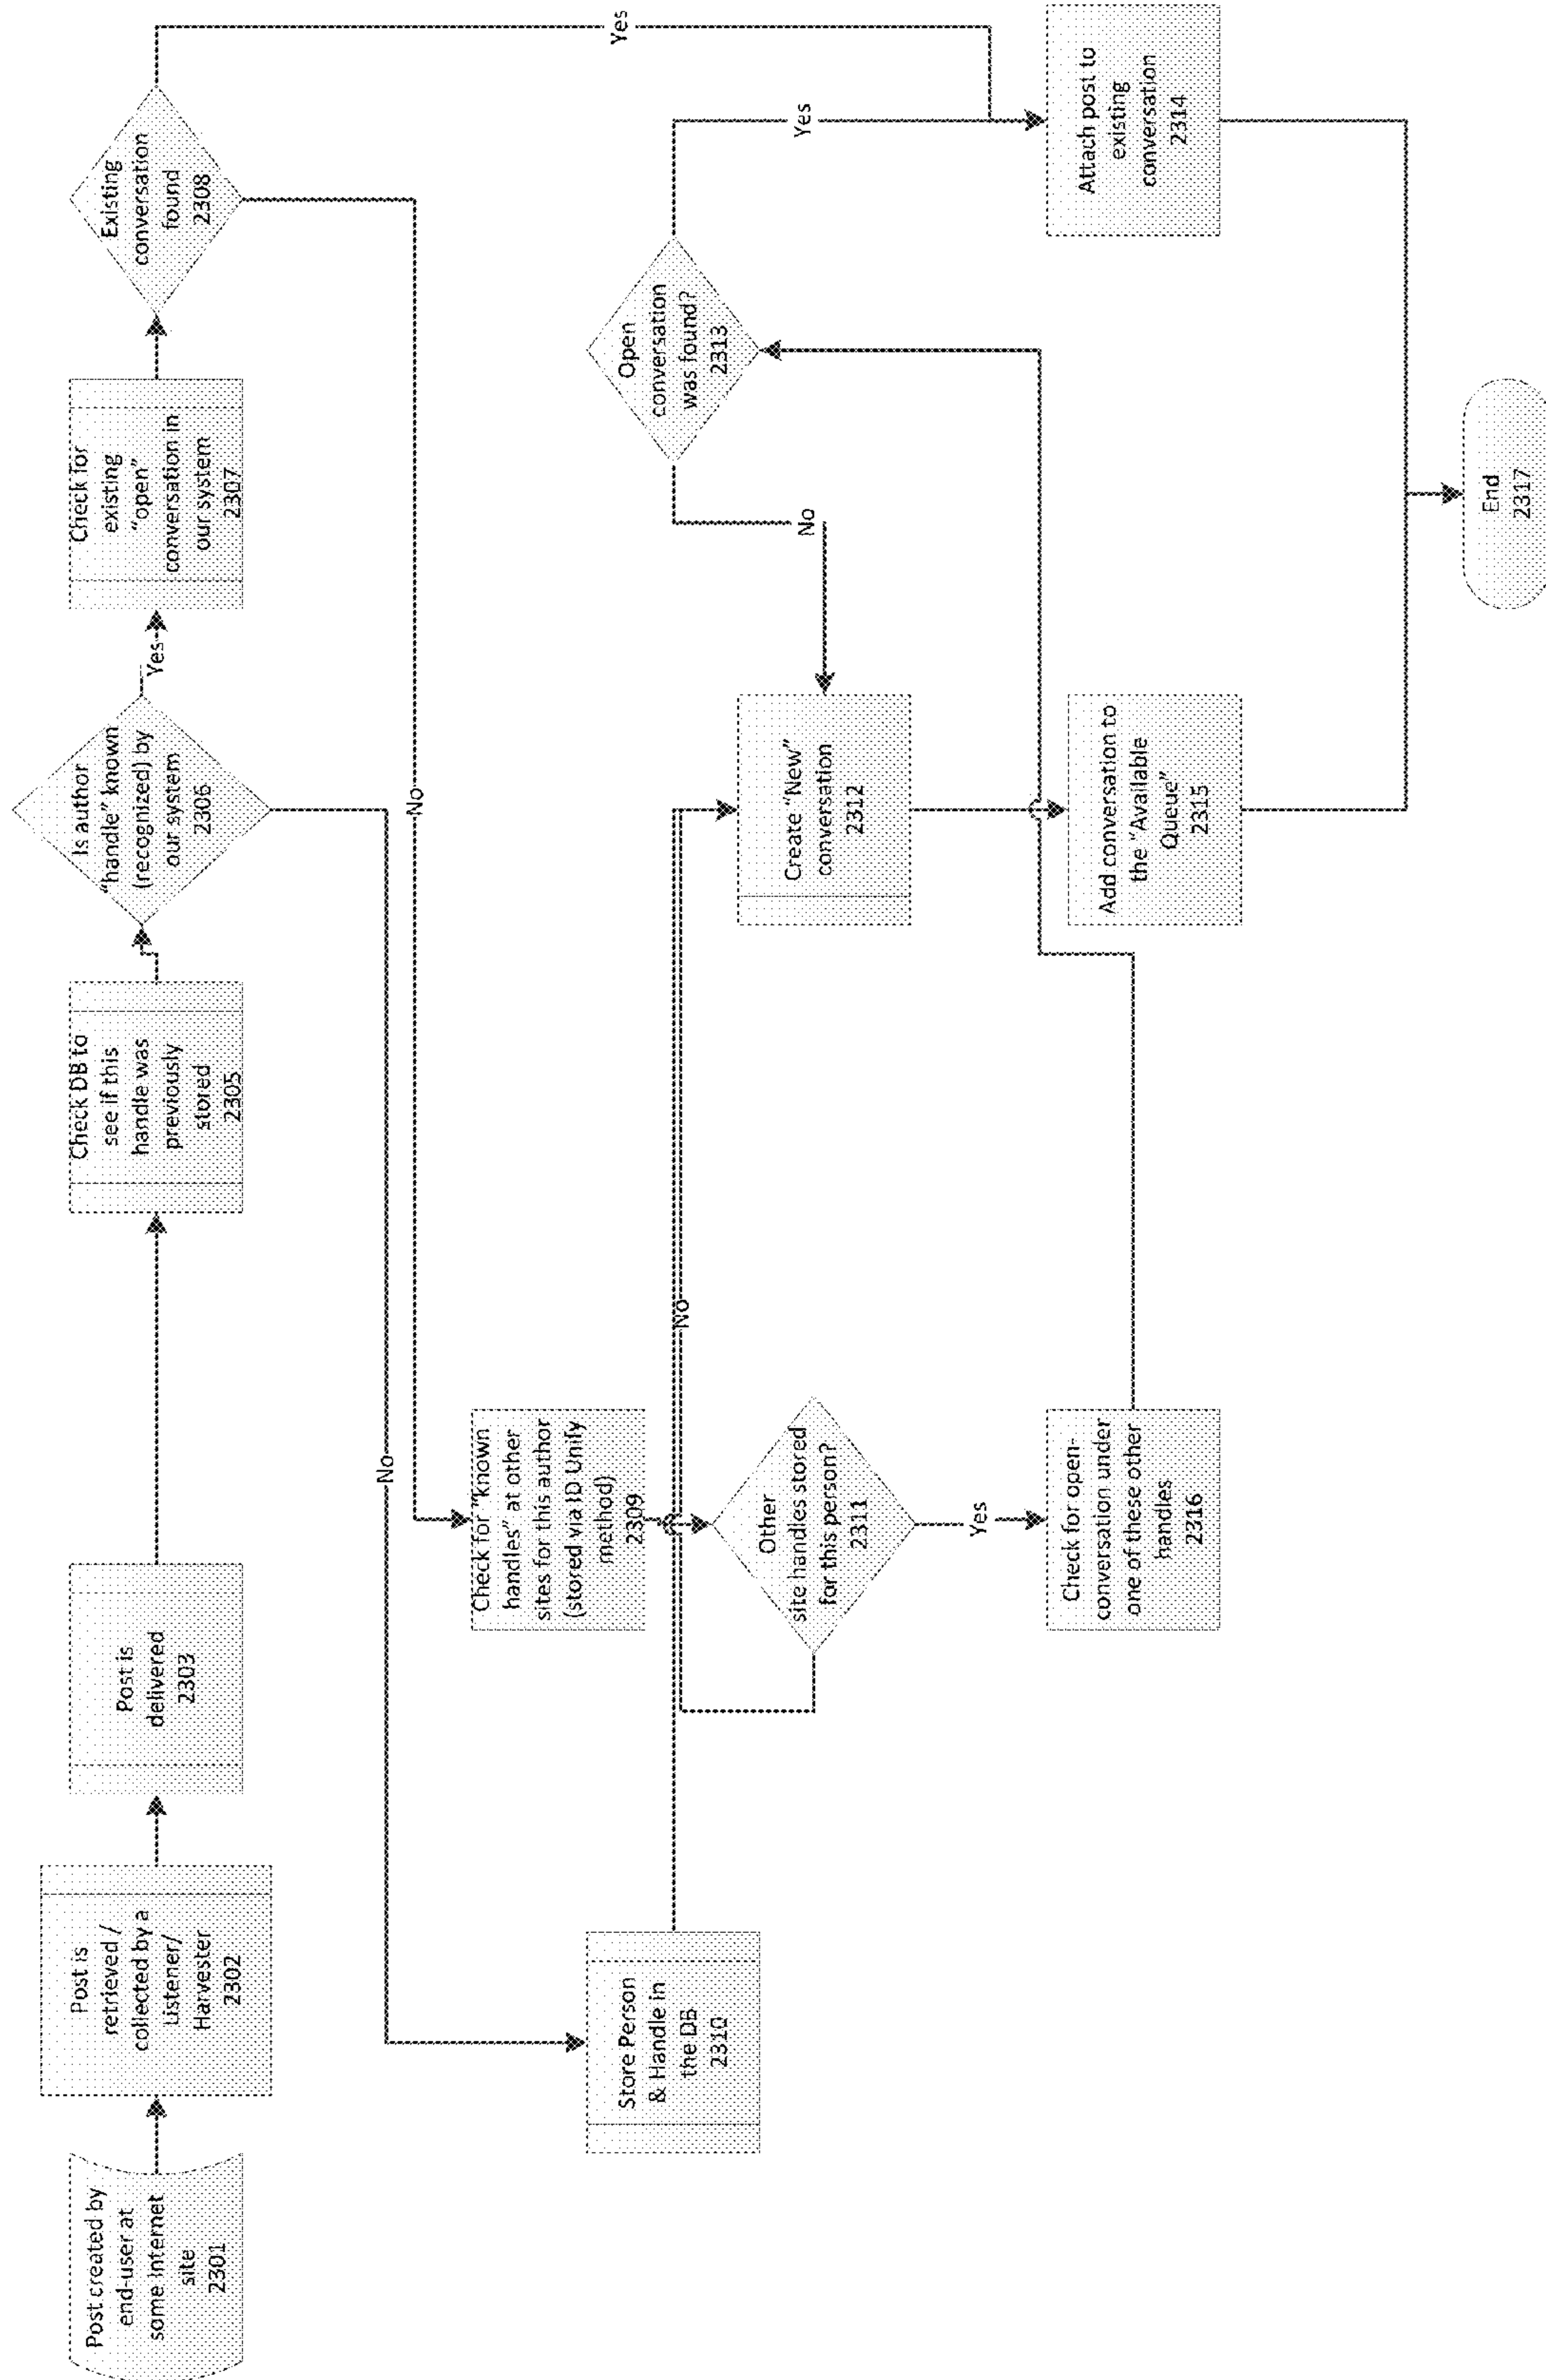 Post created by
end-user at
some Internet
site
2301
Post is
retrieved /
collected by a
Listener/
Harvester
2302
Post is
delivered
2303
Check DB to
see if this
handle was
previously
stored
2305
Is author
"handle" known
(recognized) by
our system
2306
Yes
Check for
existing
"open"
conversation in
our system
2307
Existing
conversation
found
2308
Yes
No
No
Check for "known
handles" at other
sites for this author
(stored via ID Unify
method)
2309
Store Person
& Handle in
the DB
2310
No
Other
site handles stored
for this person?
2311
Yes
Create "New"
conversation
2312
No
Open
conversation
was found?
2313
Yes
Check for open-
conversation under
one of these other
handles
2316
Add conversation to
the "Available
Queue"
2315
Attach post to
existing
conversation
2314
End
2317